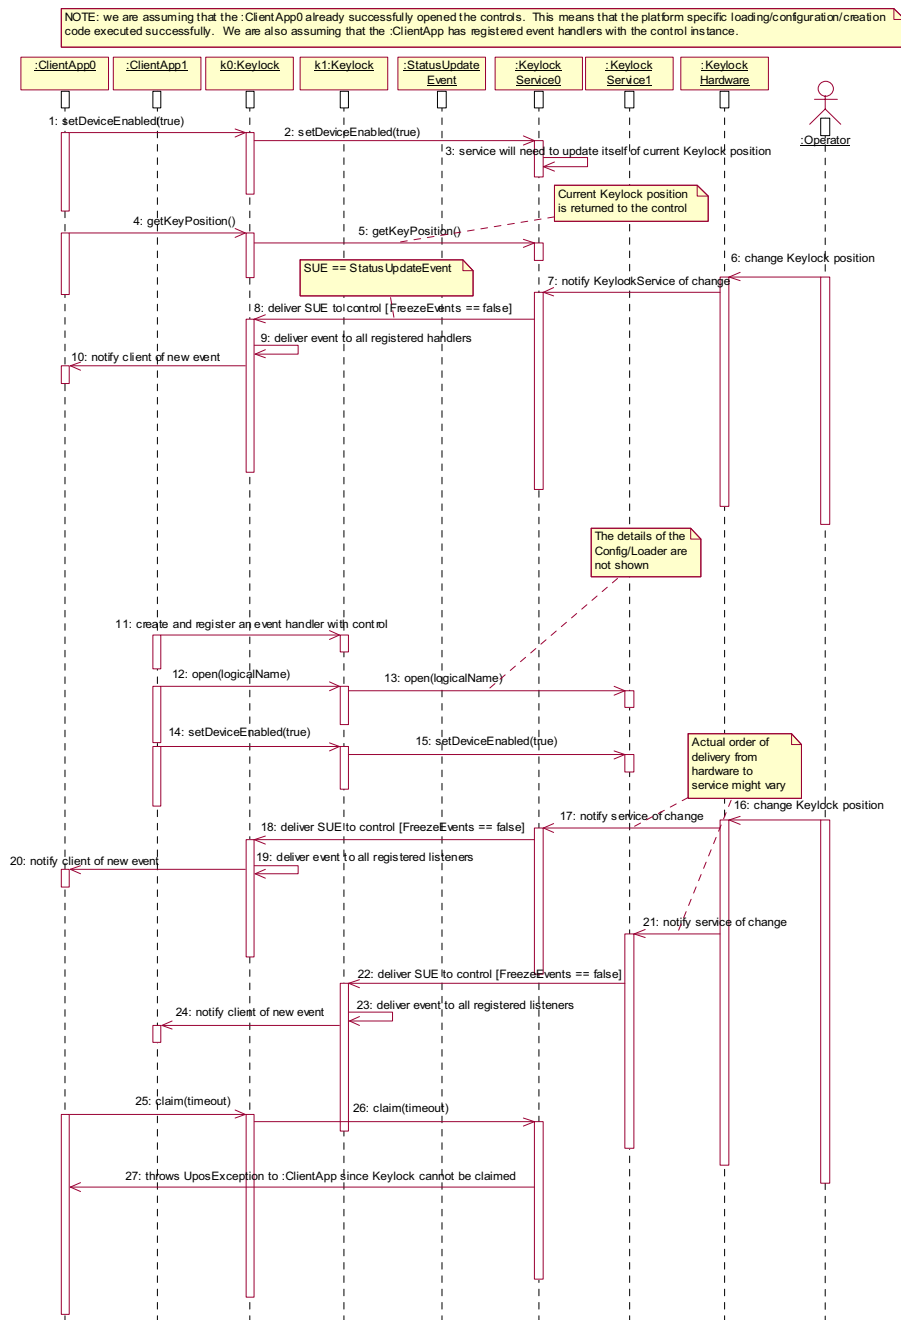 NOTE: we are assuming that the :ClientApp0 already successfully opened the controls. This means that the platform specific loading/configuration/creation
code executed successfully. We are also assuming that the :ClientApp has registered event handlers with the control instance.
:ClientApp0
:ClientApp1
k0:Keylock
k1:Keylock
:StatusUpdate
Event
:Keylock
Service0
:Keylock
Service1
:Keylock
Hardware
:Operator
1: setDeviceEnabled(true)
2: setDeviceEnabled(true)
3: service will need to update itself of current Keylock position
Current Keylock position
is returned to the control
4: getKeyPosition()
5: getKeyPosition()
6: change Keylock position
SUE == StatusUpdateEvent
7: notify KeylockService of change
8: deliver SUE to control [FreezeEvents == false]
9: deliver event to all registered handlers
10: notify client of new event
The details of the
Config/Loader are
not shown
11: create and register an event handler with control
12: open(logicalName)
13: open(logicalName)
14: setDeviceEnabled(true)
15: setDeviceEnabled(true)
Actual order of
delivery from
hardware to
service might vary
16: change Keylock position
17: notify service of change
18: deliver SUE to control [FreezeEvents == false]
19: deliver event to all registered listeners
20: notify client of new event
21: notify service of change
22: deliver SUE to control [FreezeEvents == false]
23: deliver event to all registered listeners
24: notify client of new event
25: claim(timeout)
26: claim(timeout)
27: throws UposException to :ClientApp since Keylock cannot be claimed